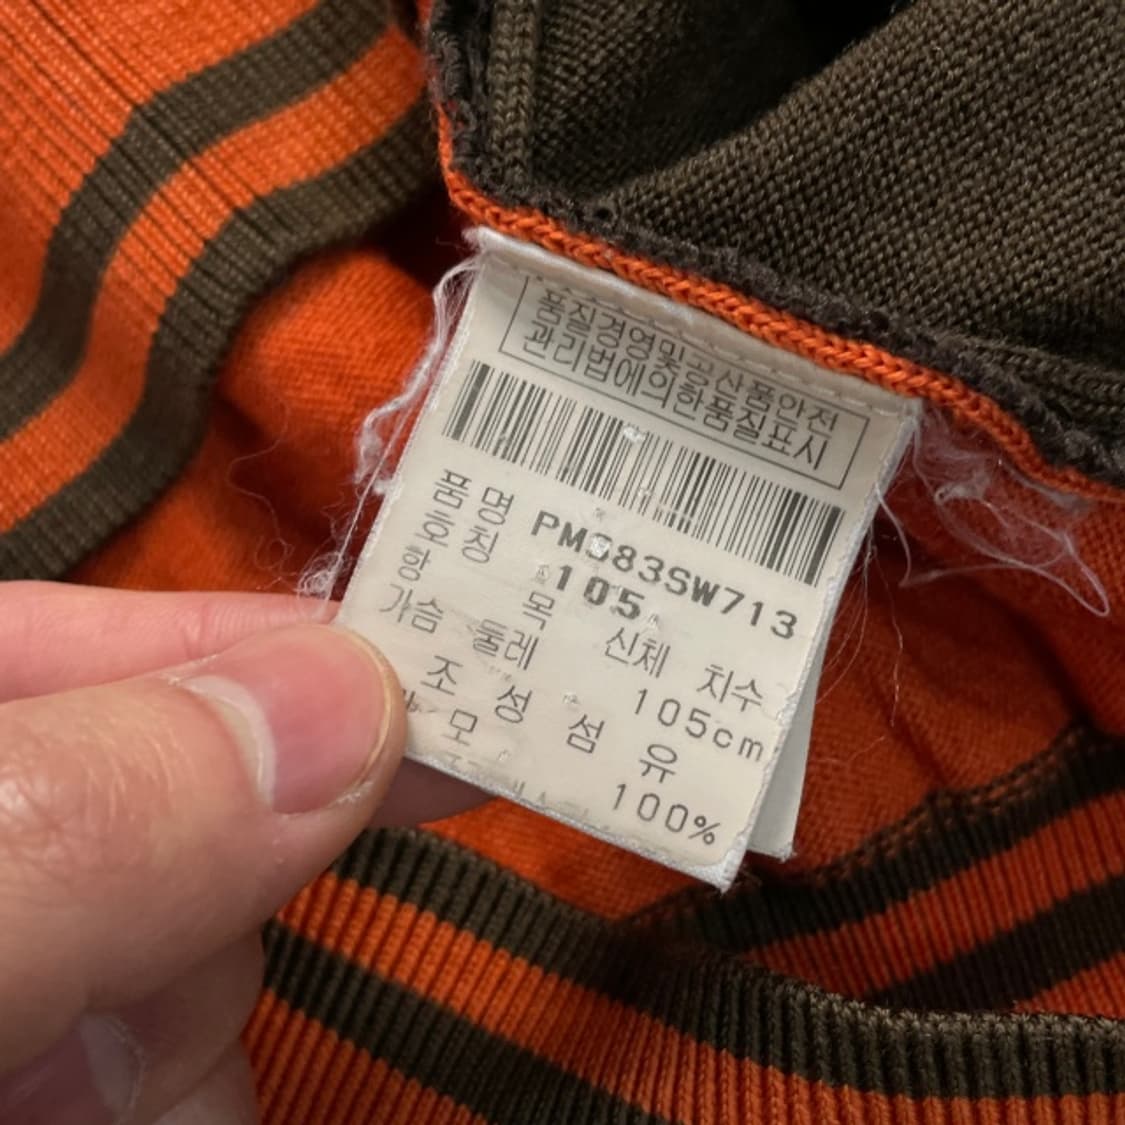 품질경영및공산품안전
관리법에의한품질표시
품명 PMS83SW713
호칭 105
항 목 신체 치수
가슴 둘레 105cm
조 성 섬 유
모 100%